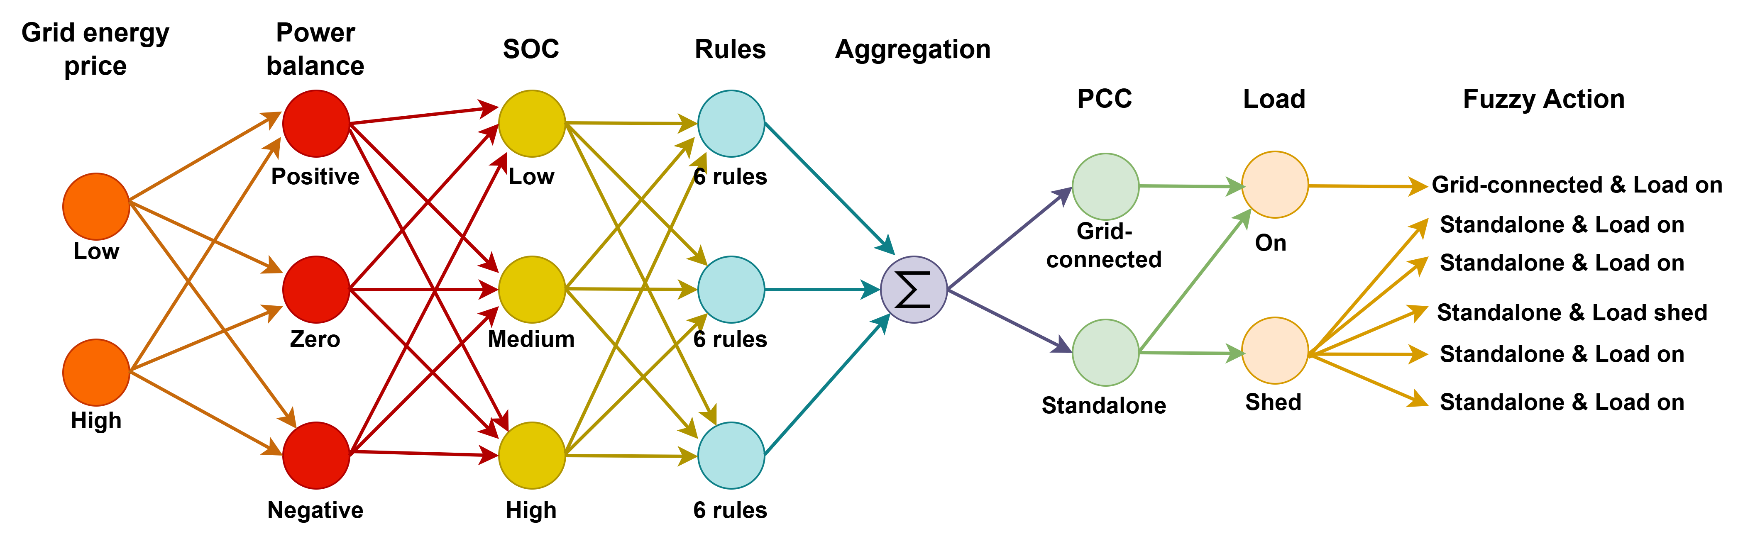 Grid energy
price
Power
balance
SOC
Rules
Aggregation
PCC
Load
Fuzzy Action
Positive
Low
6 rules
Low
Zero
Medium
6 rules
High
Negative
High
6 rules
Σ
Grid-
connected
On
Standalone
Shed
Grid-connected & Load on
Standalone & Load on
Standalone & Load on
Standalone & Load shed
Standalone & Load on
Standalone & Load on